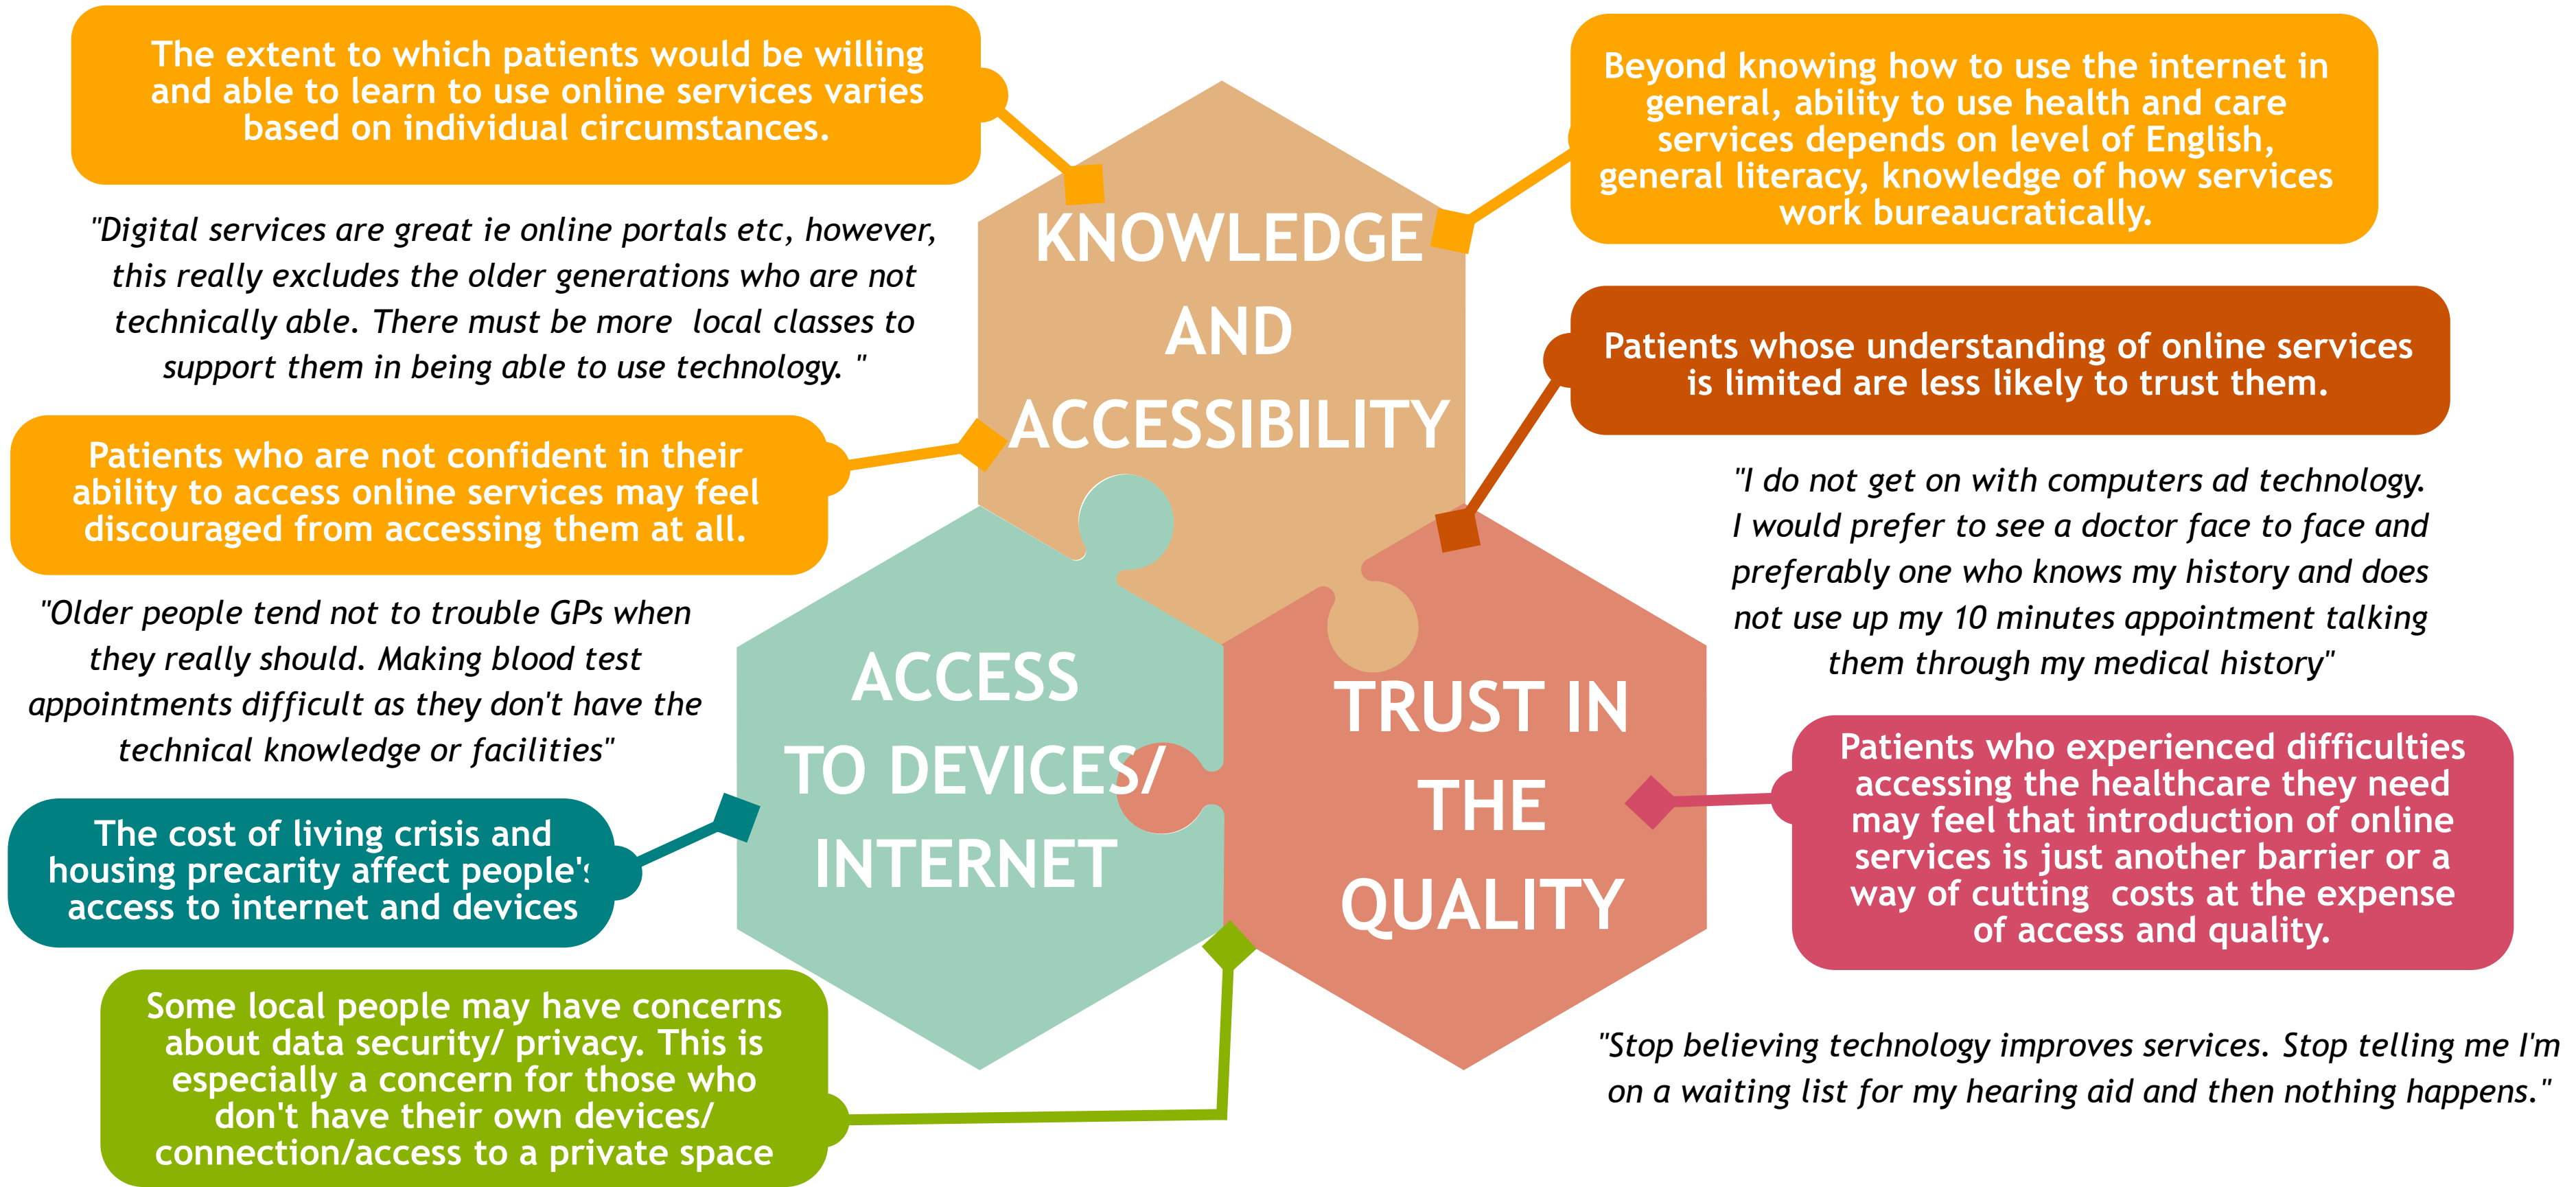 The extent to which patients would be willing
and able to learn to use online services varies
based on individual circumstances.
"Digital services are great ie online portals etc, however,
this really excludes the older generations who are not
technically able. There must be more  local classes to
support them in being able to use technology. "
Patients who are not confident in their
ability to access online services may feel
discouraged from accessing them at all.
"Older people tend not to trouble GPs when
they really should. Making blood test
appointments difficult as they don't have the
technical knowledge or facilities"
The cost of living crisis and
housing precarity affect people's
access to internet and devices
Some local people may have concerns
about data security/ privacy. This is
especially a concern for those who
don't have their own devices/
connection/access to a private space
KNOWLEDGE
AND
ACCESSIBILITY
ACCESS
TO DEVICES/
INTERNET
TRUST IN
THE
QUALITY
Beyond knowing how to use the internet in
general, ability to use health and care
services depends on level of English,
general literacy, knowledge of how services
work bureaucratically.
Patients whose understanding of online services
is limited are less likely to trust them.
"I do not get on with computers ad technology.
I would prefer to see a doctor face to face and
preferably one who knows my history and does
not use up my 10 minutes appointment talking
them through my medical history"
Patients who experienced difficulties
accessing the healthcare they need
may feel that introduction of online
services is just another barrier or a
way of cutting  costs at the expense
of access and quality.
"Stop believing technology improves services. Stop telling me I'm
on a waiting list for my hearing aid and then nothing happens."